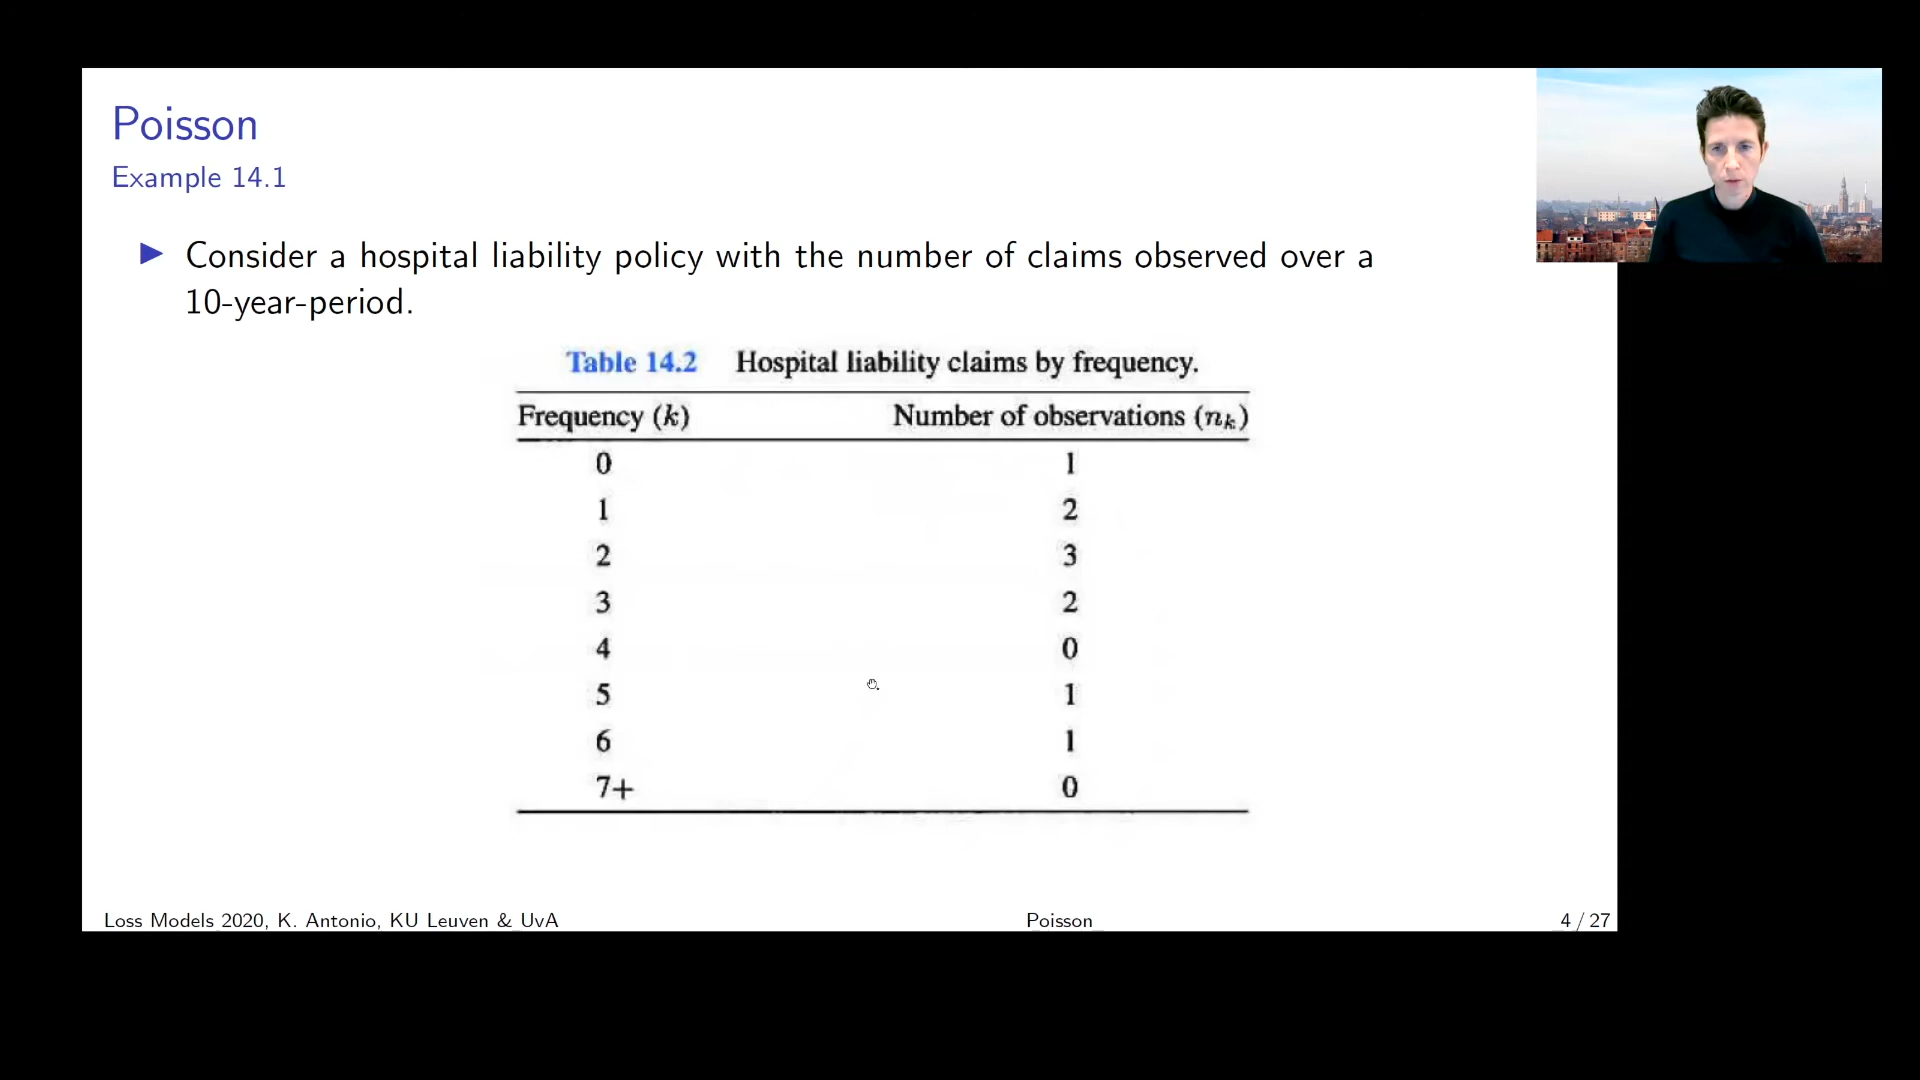 Poisson
Example 14.1
Consider a hospital liability policy with the number of claims observed over a
10-year-period.
Table 14.2 Hospital liability claims by frequency.
Frequency (k) Number of observations (nₖ)
0 1
1 2
2 3
3 2
4 0
5 1
6 1
7+ 0
Loss Models 2020, K. Antonio, KU Leuven & UvA Poisson 4 / 27